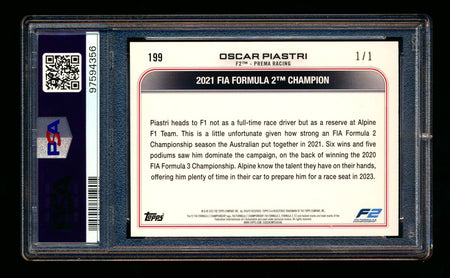 97594356
PSA
199
OSCAR PIASTRI
F2™ - PREMA RACING
1/1
2021 FIA FORMULA 2™ CHAMPION
Piastri heads to F1 not as a full-time race driver but as a reserve at Alpine
F1 Team. This is a little unfortunate given how strong an FIA Formula 2
Championship season the Australian put together in 2021. Six wins and five
podiums saw him dominate the campaign, on the back of winning the 2020
FIA Formula 3 Championship. Alpine know the talent they have on their hands,
offering him plenty of time in their car to prepare for a race seat in 2023.
Topps
F2